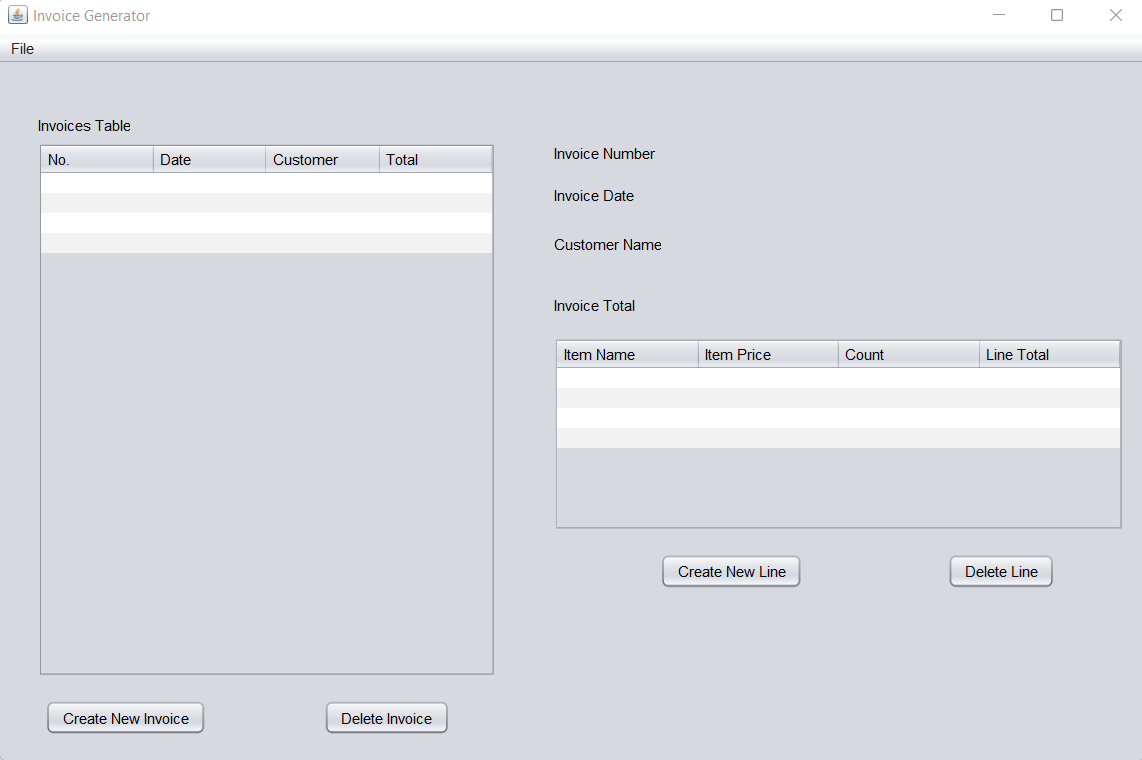 Invoice Generator
File
Invoices Table
No. Date Customer Total
Invoice Number
Invoice Date
Customer Name
Invoice Total
Item Name Item Price Count Line Total
Create New Line Delete Line
Create New Invoice Delete Invoice